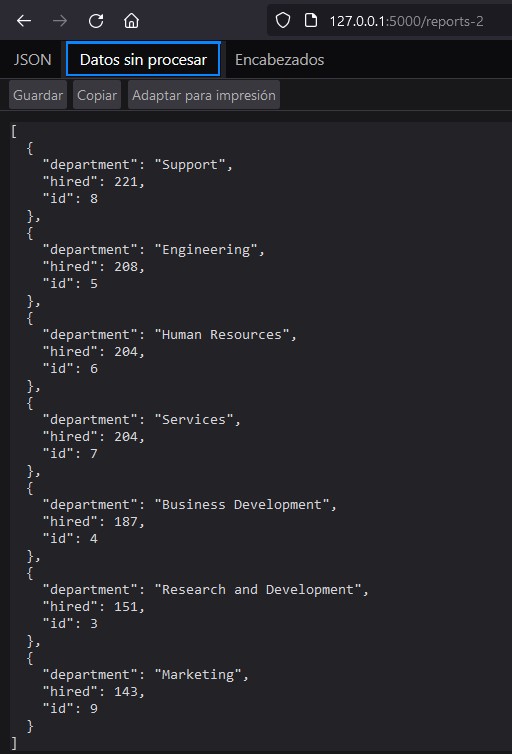 127.0.0.1:5000/reports-2
JSON Datos sin procesar Encabezados
Guardar Copiar Adaptar para impresión
[
  {
    "department": "Support",
    "hired": 221,
    "id": 8
  },
  {
    "department": "Engineering",
    "hired": 208,
    "id": 5
  },
  {
    "department": "Human Resources",
    "hired": 204,
    "id": 6
  },
  {
    "department": "Services",
    "hired": 204,
    "id": 7
  },
  {
    "department": "Business Development",
    "hired": 187,
    "id": 4
  },
  {
    "department": "Research and Development",
    "hired": 151,
    "id": 3
  },
  {
    "department": "Marketing",
    "hired": 143,
    "id": 9
  }
]